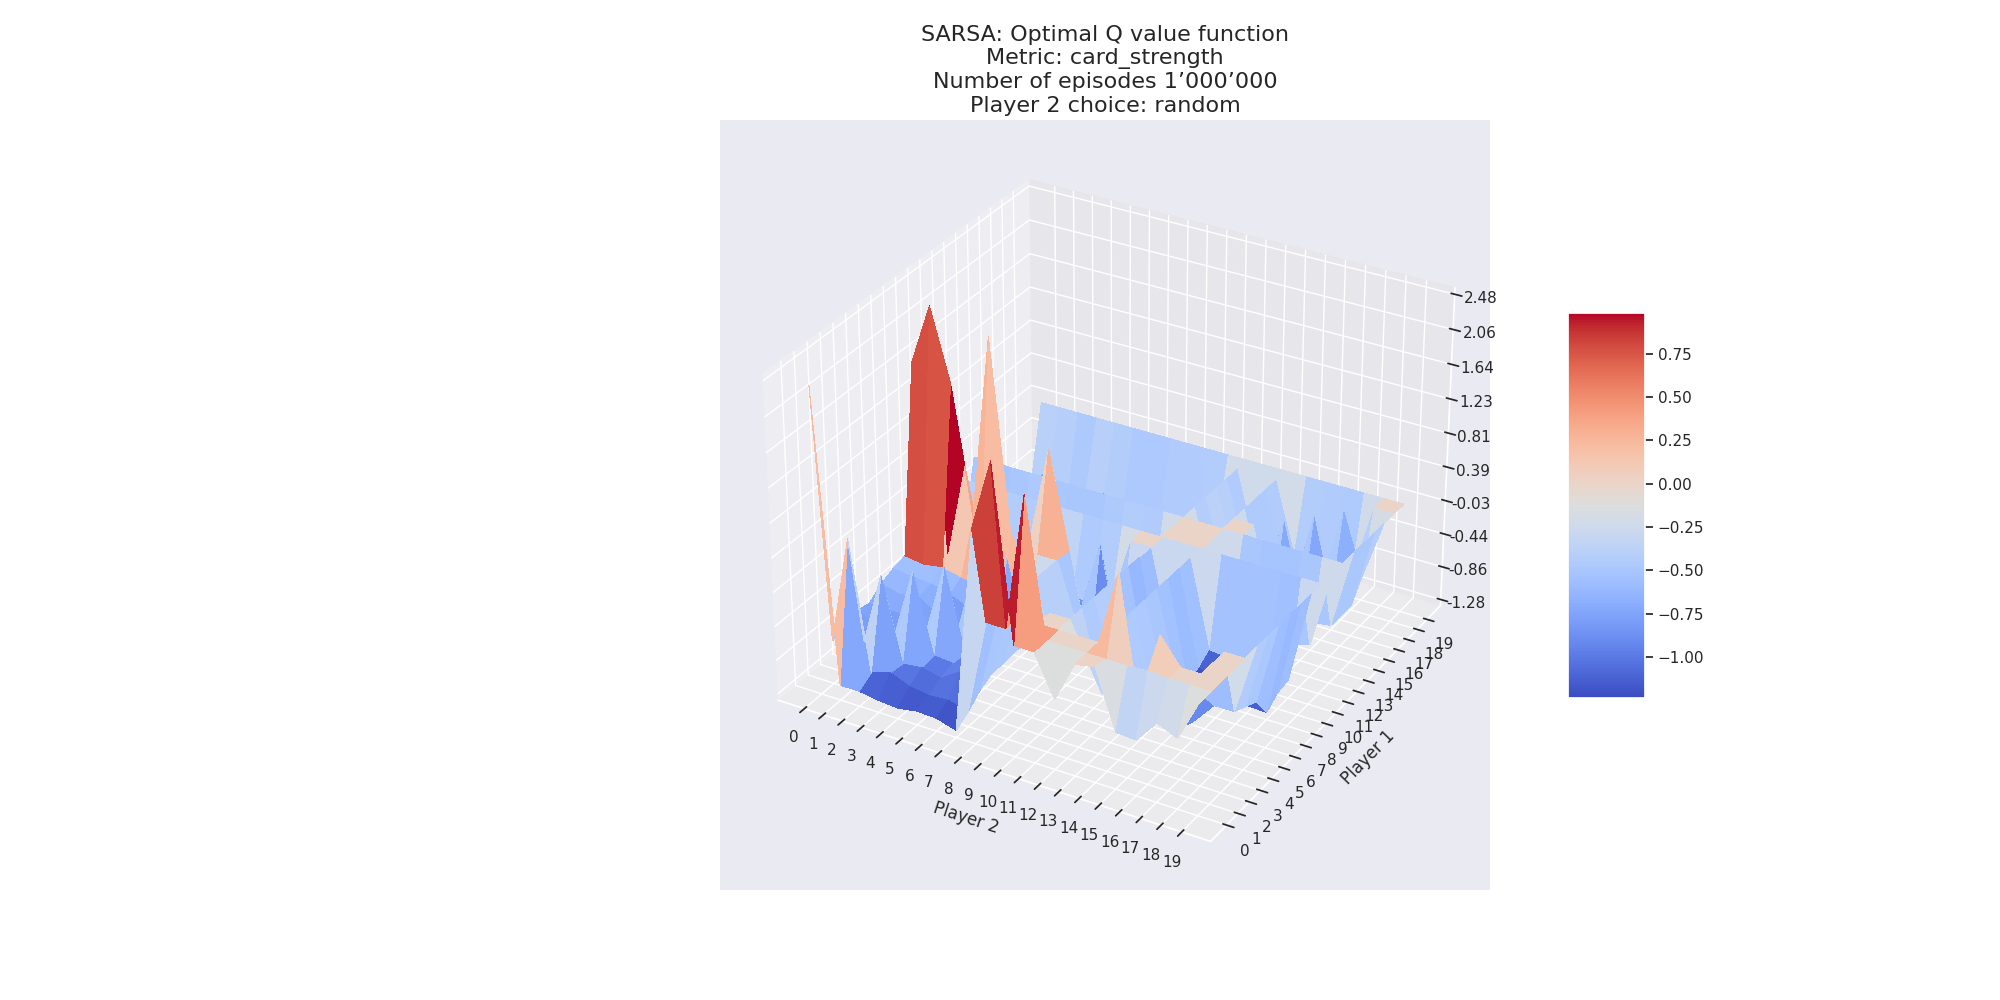 SARSA: Optimal Q value function
Metric: card_strength
Number of episodes 1’000’000
Player 2 choice: random
2.48
2.06
1.64
1.23
0.81
0.39
-0.03
-0.44
-0.86
-1.28
0.75
0.50
0.25
0.00
−0.25
−0.50
−0.75
−1.00
0 1 2 3 4 5 6 7 8 9 10 11 12 13 14 15 16 17 18 19
Player 2
0 1 2 3 4 5 6 7 8 9 10 11 12 13 14 15 16 17 18 19
Player 1